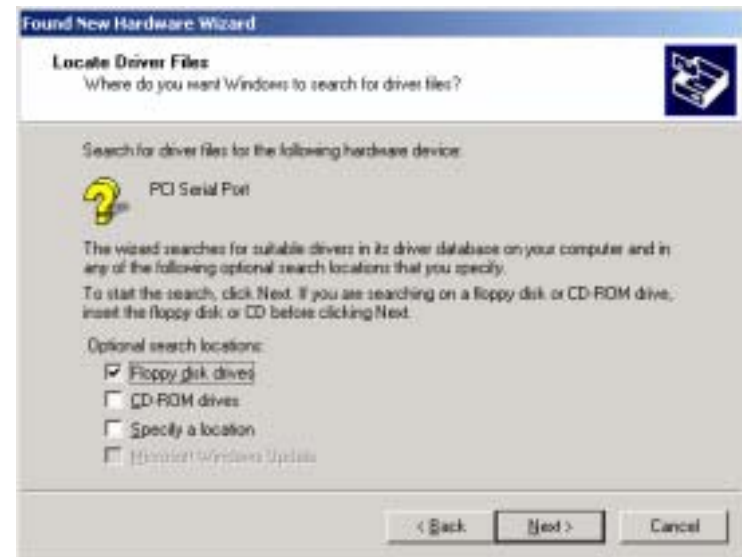 Found New Hardware Wizard
Locate Driver Files
Where do you want Windows to search for driver files?
Search for driver files for the following hardware device:
PCI Serial Port
The wizard searches for suitable drivers in its driver database on your computer and in
any of the following optional search locations that you specify.
To start the search, click Next. If you are searching on a floppy disk or CD-ROM drive,
insert the floppy disk or CD before clicking Next.
Optional search locations:
Floppy disk drives
CD-ROM drives
Specify a location
Microsoft Windows Update
< Back
Next >
Cancel